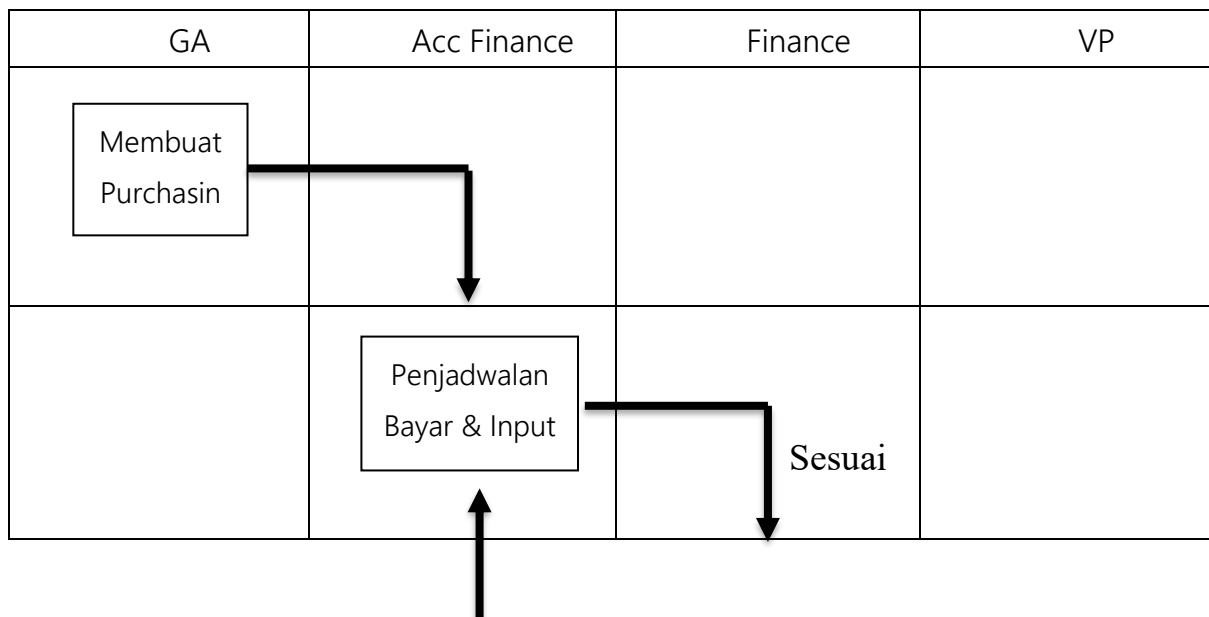 GA
Acc Finance
Finance
VP
Membuat
Purchasin
Penjadwalan
Bayar & Input
Sesuai